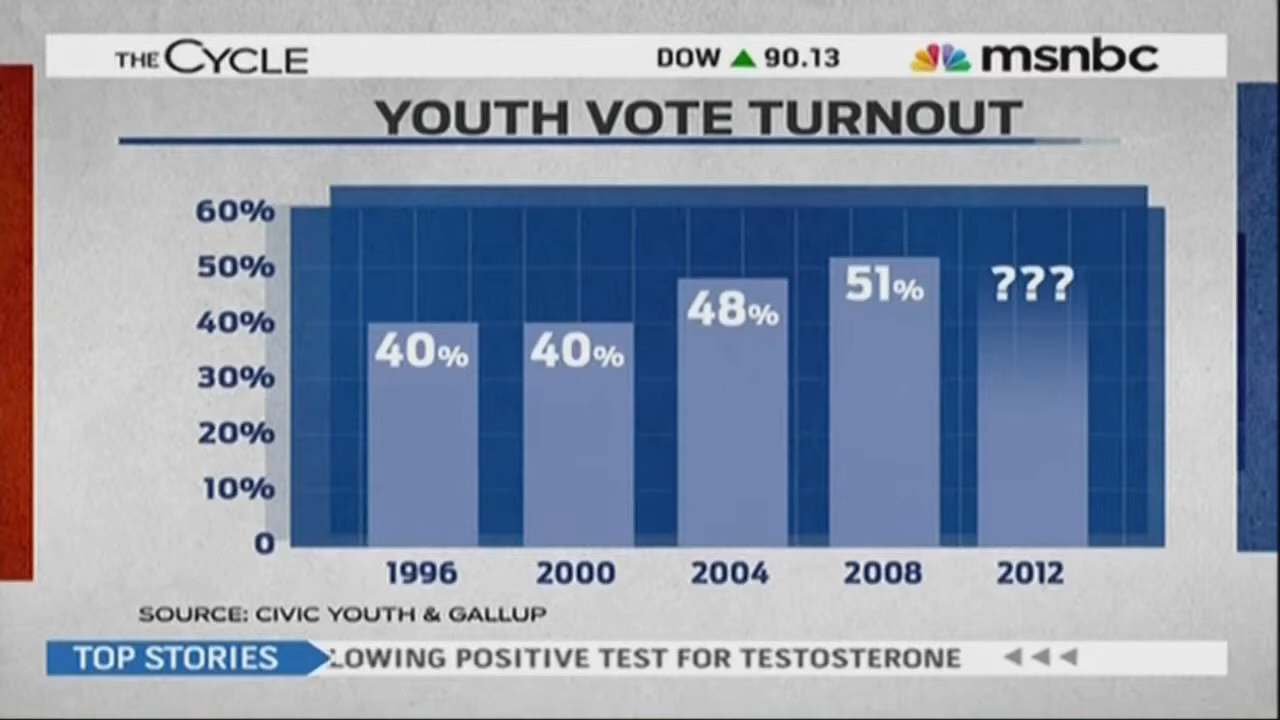 THE CYCLE
DOW ▲ 90.13
msnbc
YOUTH VOTE TURNOUT
60%
50%
40%
30%
20%
10%
0
40%
40%
48%
51%
???
1996
2000
2004
2008
2012
SOURCE: CIVIC YOUTH & GALLUP
TOP STORIES
LOWING POSITIVE TEST FOR TESTOSTERONE